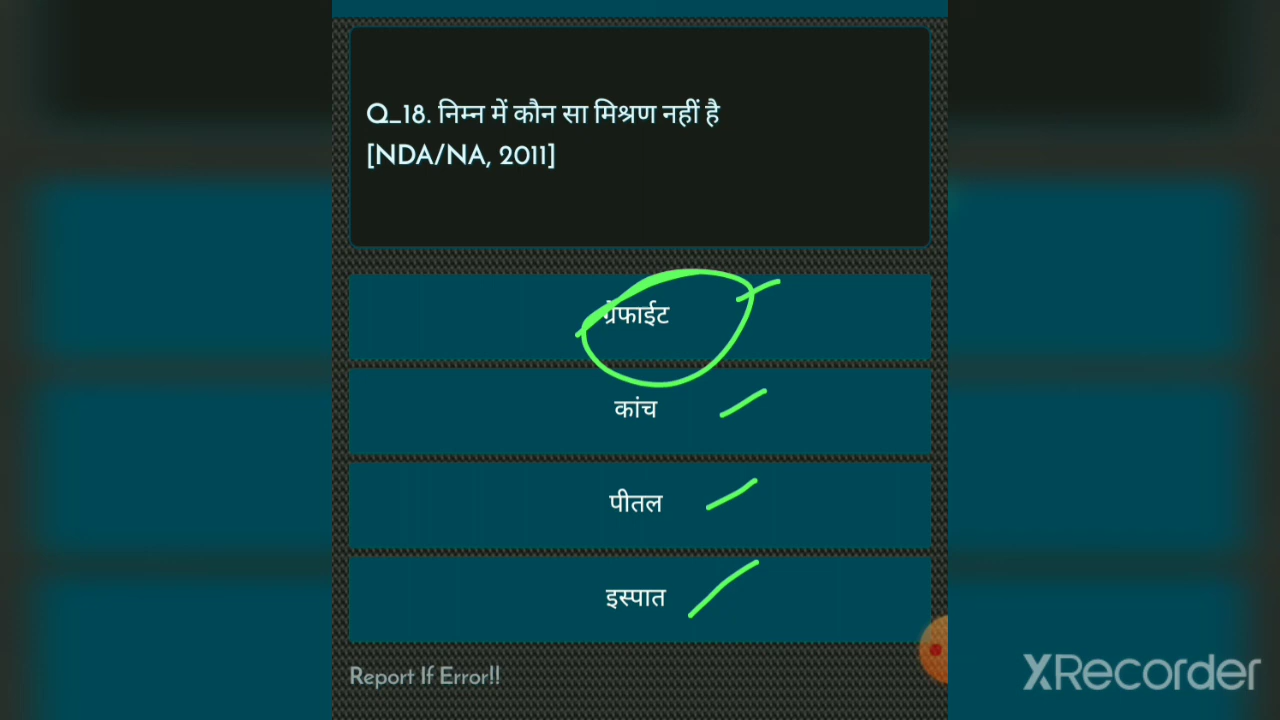 Q_18. निम्न में कौन सा मिश्रण नहीं है
[NDA/NA, 2011]
ग्रेफाईट
कांच
पीतल
इस्पात
Report If Error!!
XRecorder